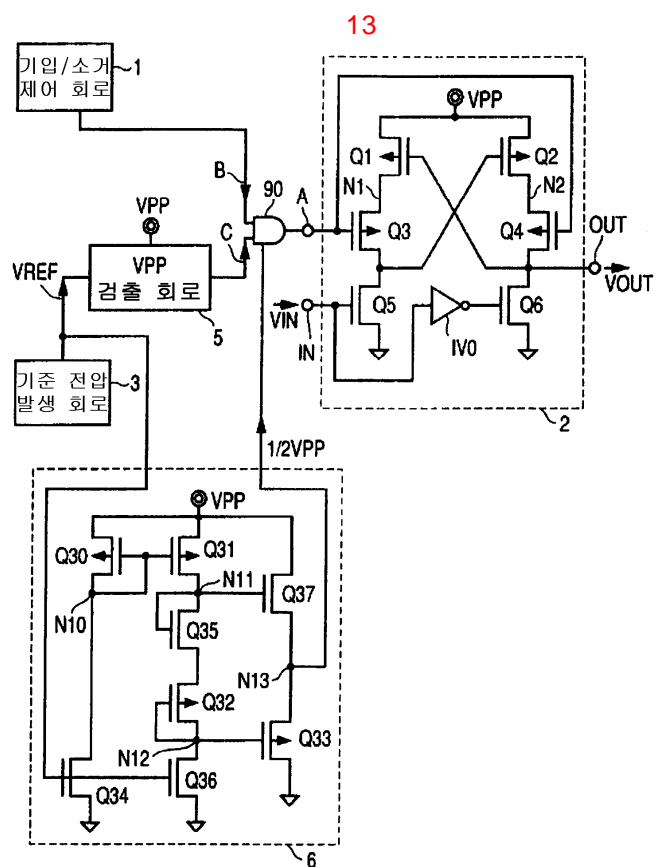 13
기입/소거
제어 회로
1
VPP
Q1
Q2
N1
N2
B
90
A
VPP
Q3
Q4
OUT
C
VREF
VPP
검출 회로
VOUT
5
VIN
Q5
Q6
IN
IV0
기준 전압
발생 회로
3
2
1/2VPP
VPP
Q30
Q31
N11
Q37
N10
Q35
N13
Q32
Q33
N12
Q34
Q36
6